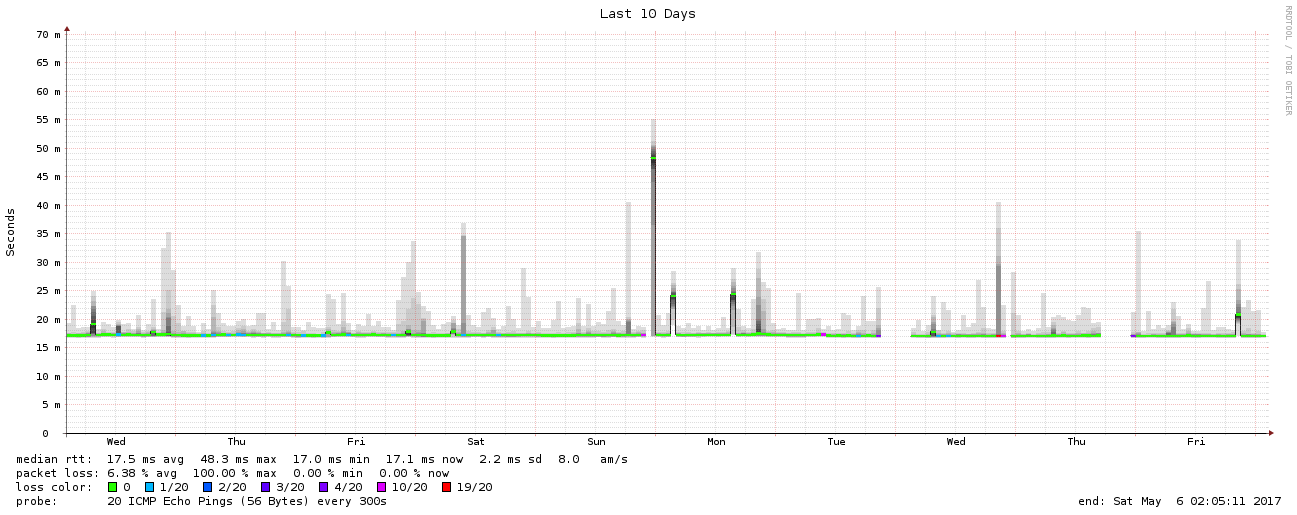 Last 10 Days
RRDTOOL / TOBI OETIKER
Seconds
70 m
65 m
60 m
55 m
50 m
45 m
40 m
35 m
30 m
25 m
20 m
15 m
10 m
5 m
0
Wed Thu Fri Sat Sun Mon Tue Wed Thu Fri
median rtt: 17.5 ms avg 48.3 ms max 17.0 ms min 17.1 ms now 2.2 ms sd 8.0 am/s
packet loss: 6.38 % avg 100.00 % max 0.00 % min 0.00 % now
loss color: 0 1/20 2/20 3/20 4/20 10/20 19/20
probe: 20 ICMP Echo Pings (56 Bytes) every 300s end: Sat May 6 02:05:11 2017